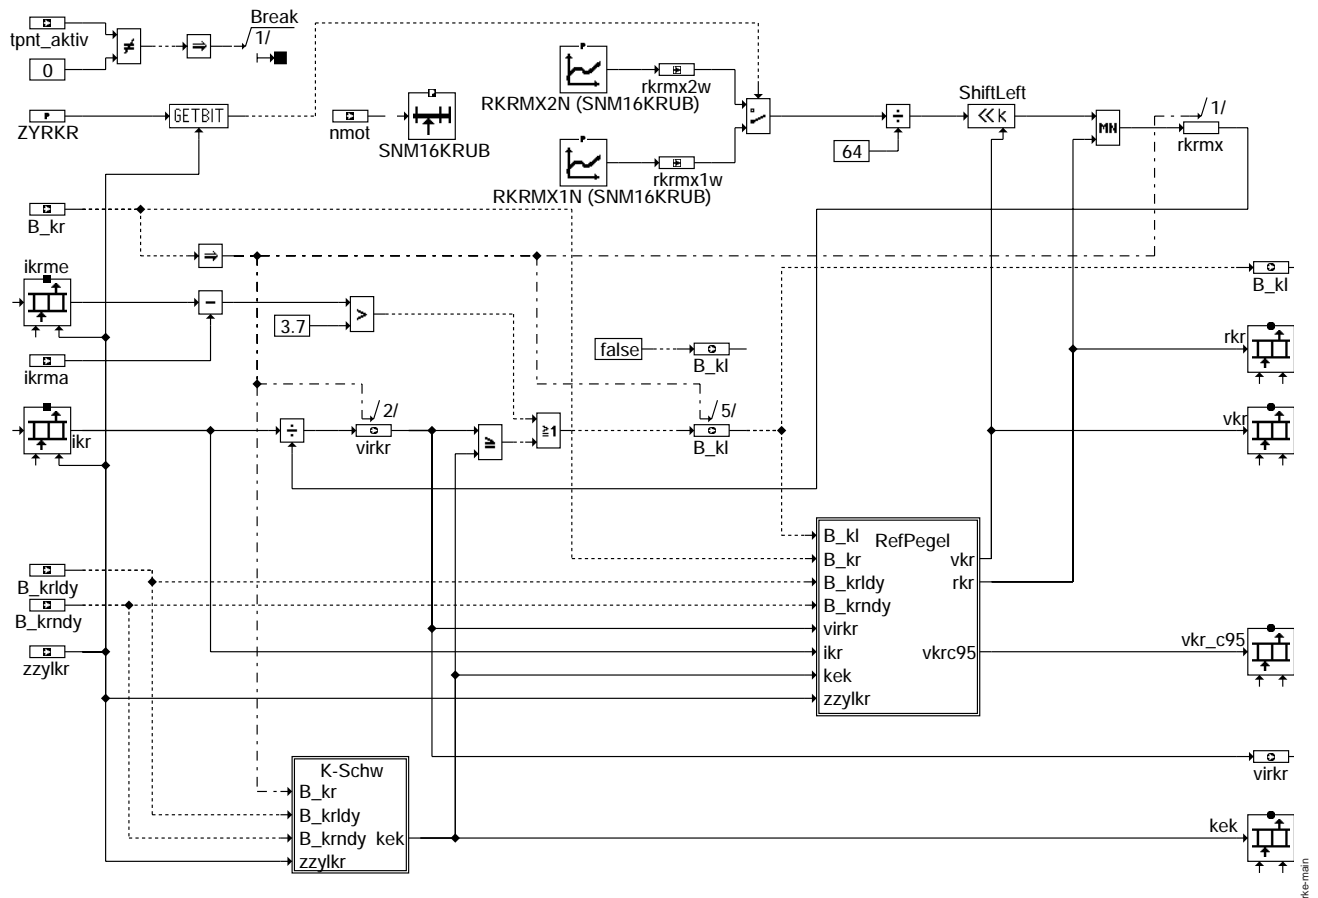 Break
tpnt_aktiv
≠
⇒
1/
0
ZYRKR
P
GETBIT
nmot
SNM16KRUB
P
P
rkrmx2w
RKRMX2N (SNM16KRUB)
P
rkrmx1w
RKRMX1N (SNM16KRUB)
÷
64
ShiftLeft
<<k
MN
1/
rkrmx
B_kr
⇒
ikrme
−
>
3.7
ikrma
false
B_kl
B_kl
rkr
vkr
ikr
÷
2/
virkr
≥
≥1
5/
B_kl
B_kl
RefPegel
B_kr
vkr
B_krldy
rkr
B_krndy
virkr
ikr
vkrc95
kek
zzylkr
B_krldy
B_krndy
zzylkr
vkr_c95
virkr
K-Schw
B_kr
B_krldy
B_krndy
kek
zzylkr
kek
rke-main